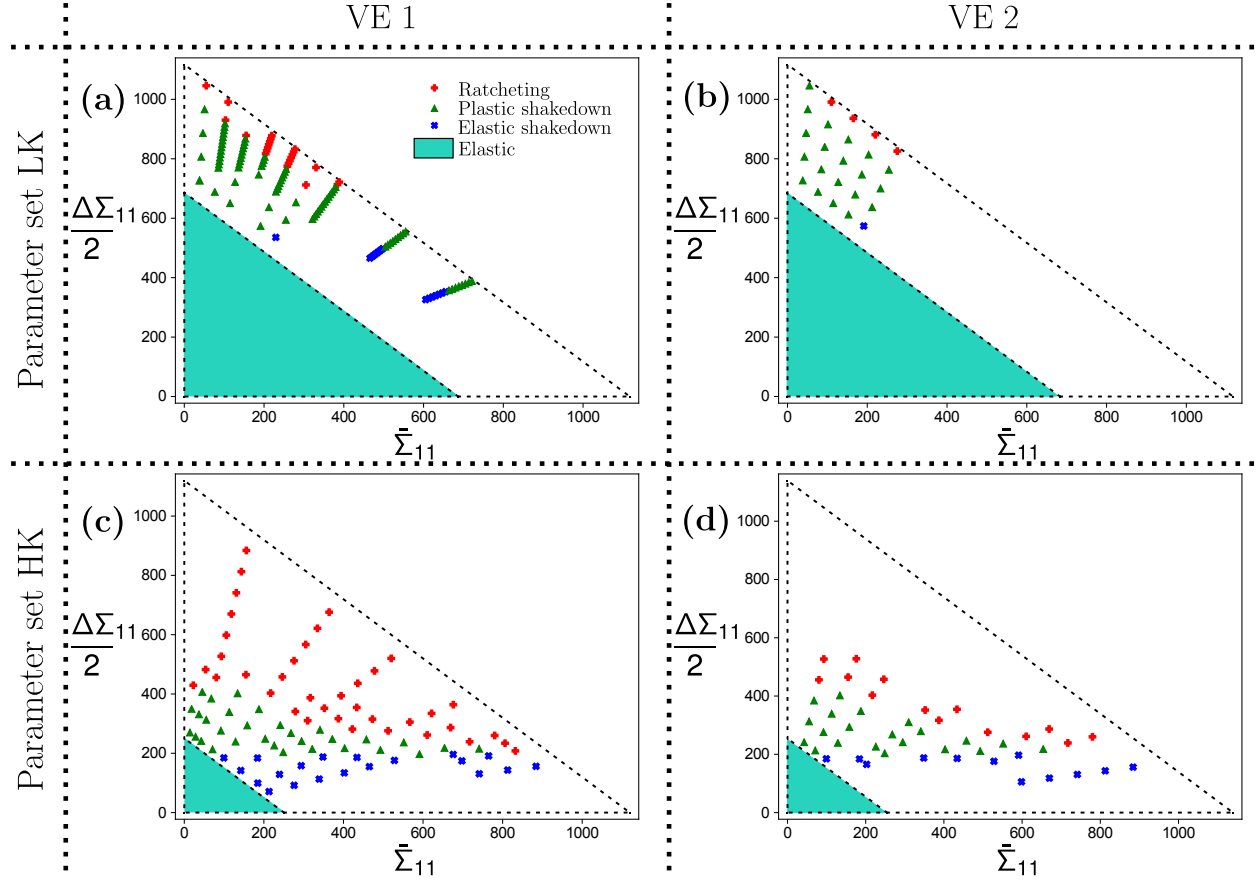 VE 1
VE 2
Parameter set LK
(a)
Ratcheting
Plastic shakedown
Elastic shakedown
Elastic
1000
800
600
400
200
0
ΔΣ11
2
0
200
400
600
800
1000
Σ̄11
(b)
1000
800
600
400
200
0
ΔΣ11
2
0
200
400
600
800
1000
Σ̄11
Parameter set HK
(c)
1000
800
600
400
200
0
ΔΣ11
2
0
200
400
600
800
1000
Σ̄11
(d)
1000
800
600
400
200
0
ΔΣ11
2
0
200
400
600
800
1000
Σ̄11